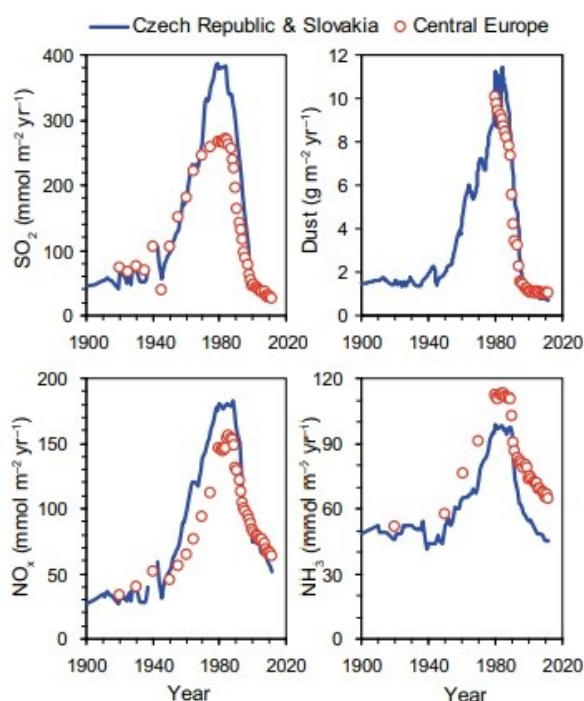 Czech Republic & Slovakia Central Europe
SO2 (mmol m−2 yr−1)
400
300
200
100
0
1900 1940 1980 2020
Dust (g m−2 yr−1)
12
10
8
6
4
2
0
1900 1940 1980 2020
NOx (mmol m−2 yr−1)
200
150
100
50
0
1900 1940 1980 2020
Year
NH3 (mmol m−2 yr−1)
120
90
60
30
0
1900 1940 1980 2020
Year